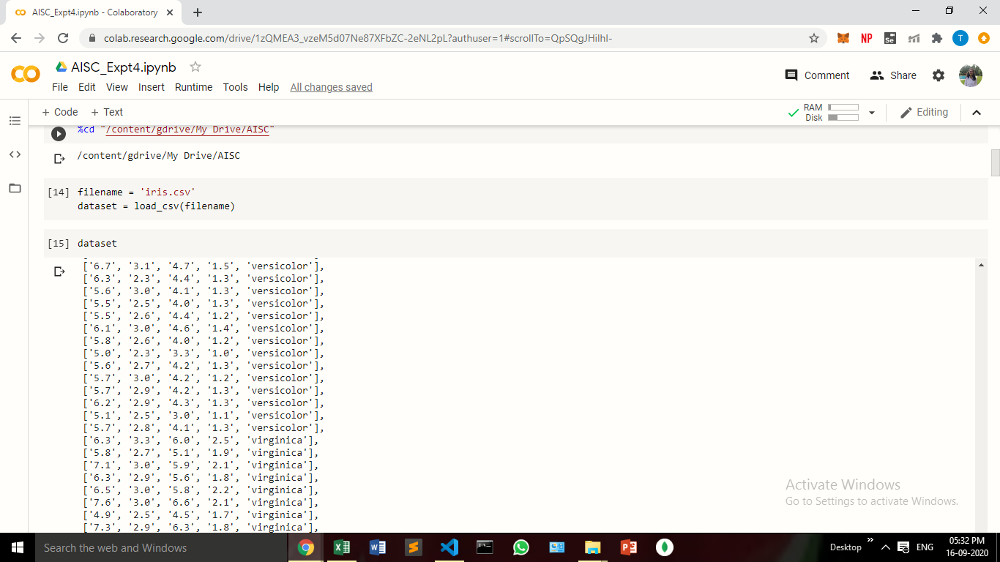 AISC_Expt4.ipynb - Colaboratory
colab.research.google.com/drive/1zQMEA3_vzeM5d07Ne87XFbZC-2eNL2pL?authuser=1#scrollTo=QpSQgJHiIhI-
NP
Se
T
AISC_Expt4.ipynb
Comment
Share
File Edit View Insert Runtime Tools Help All changes saved
+ Code + Text
RAM
Disk
Editing
%cd "/content/gdrive/My Drive/AISC"
/content/gdrive/My Drive/AISC
[14] filename = 'iris.csv'
dataset = load_csv(filename)
[15] dataset
['6.7', '3.1', '4.7', '1.5', 'versicolor'],
['6.3', '2.3', '4.4', '1.3', 'versicolor'],
['5.6', '3.0', '4.1', '1.3', 'versicolor'],
['5.5', '2.5', '4.0', '1.3', 'versicolor'],
['5.5', '2.6', '4.4', '1.2', 'versicolor'],
['6.1', '3.0', '4.6', '1.4', 'versicolor'],
['5.8', '2.6', '4.0', '1.2', 'versicolor'],
['5.0', '2.3', '3.3', '1.0', 'versicolor'],
['5.6', '2.7', '4.2', '1.3', 'versicolor'],
['5.7', '3.0', '4.2', '1.2', 'versicolor'],
['5.7', '2.9', '4.2', '1.3', 'versicolor'],
['6.2', '2.9', '4.3', '1.3', 'versicolor'],
['5.1', '2.5', '3.0', '1.1', 'versicolor'],
['5.7', '2.8', '4.1', '1.3', 'versicolor'],
['6.3', '3.3', '6.0', '2.5', 'virginica'],
['5.8', '2.7', '5.1', '1.9', 'virginica'],
['7.1', '3.0', '5.9', '2.1', 'virginica'],
['6.3', '2.9', '5.6', '1.8', 'virginica'],
['6.5', '3.0', '5.8', '2.2', 'virginica'],
['7.6', '3.0', '6.6', '2.1', 'virginica'],
['4.9', '2.5', '4.5', '1.7', 'virginica'],
['7.3', '2.9', '6.3', '1.8', 'virginica'],
Activate Windows
Go to Settings to activate Windows.
Search the web and Windows
Desktop
ENG
05:32 PM
16-09-2020